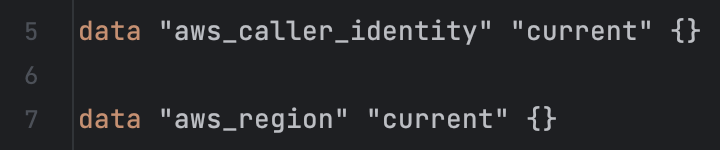 5 data "aws_caller_identity" "current" {}
6
7 data "aws_region" "current" {}